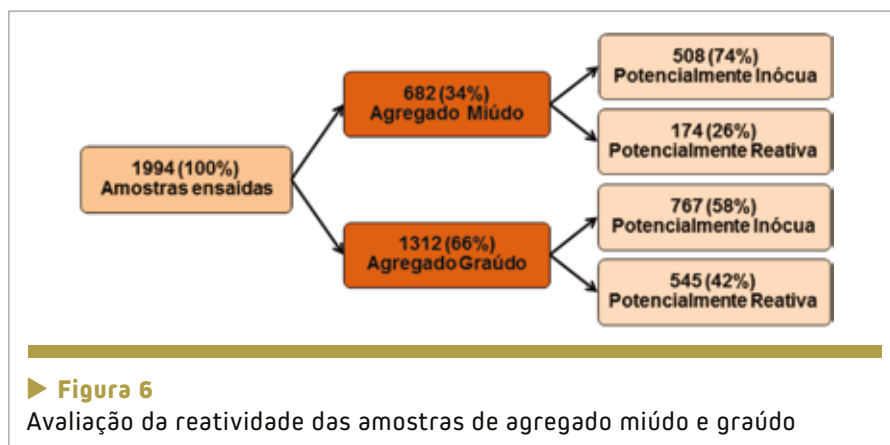 1994 (100%)
Amostras ensaidas
682 (34%)
Agregado Miúdo
508 (74%)
Potencialmente Inócua
174 (26%)
Potencialmente Reativa
1312 (66%)
Agregado Graúdo
767 (58%)
Potencialmente Inócua
545 (42%)
Potencialmente Reativa
Figura 6
Avaliação da reatividade das amostras de agregado miúdo e graúdo